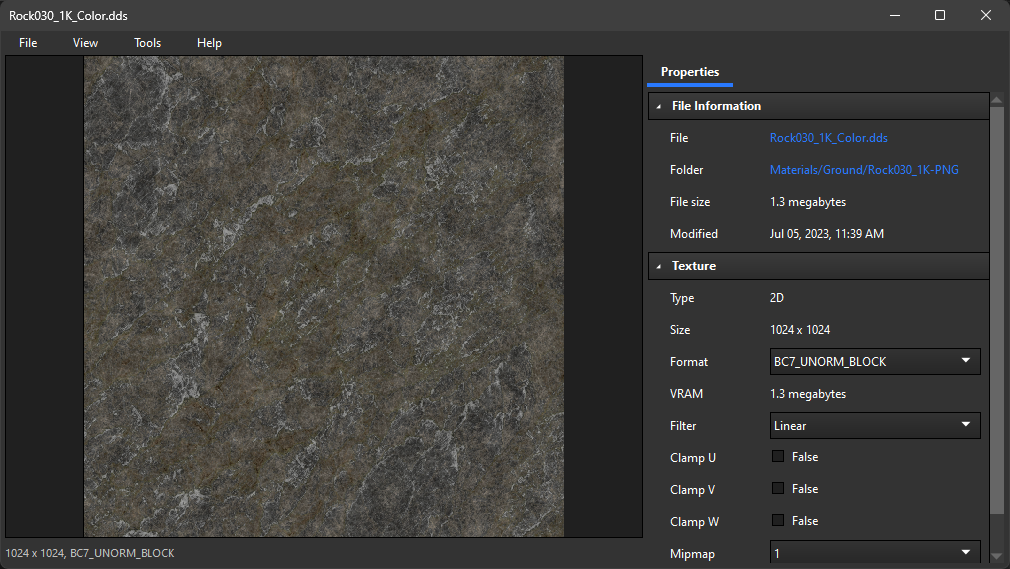 Rock030_1K_Color.dds
File View Tools Help
Properties
File Information
File Rock030_1K_Color.dds
Folder Materials/Ground/Rock030_1K-PNG
File size 1.3 megabytes
Modified Jul 05, 2023, 11:39 AM
Texture
Type 2D
Size 1024 x 1024
Format BC7_UNORM_BLOCK
VRAM 1.3 megabytes
Filter Linear
Clamp U False
Clamp V False
Clamp W False
Mipmap 1
1024 x 1024, BC7_UNORM_BLOCK